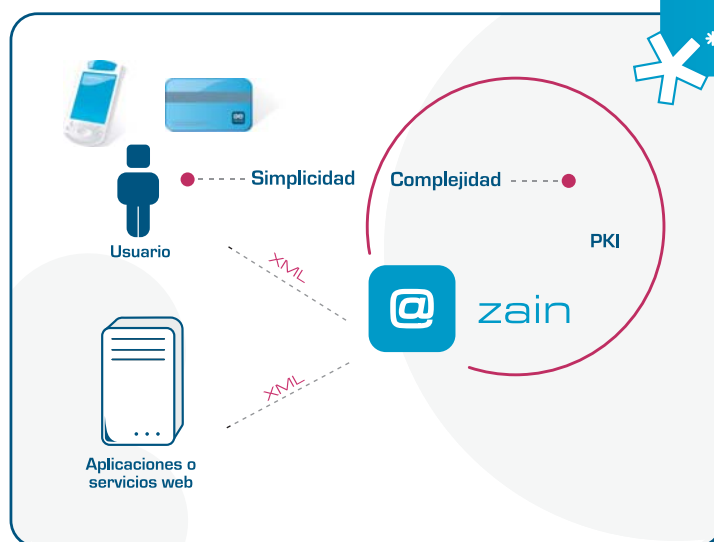 Simplicidad
Complejidad
Usuario
PKI
XML
@ zain
XML
Aplicaciones o
servicios web